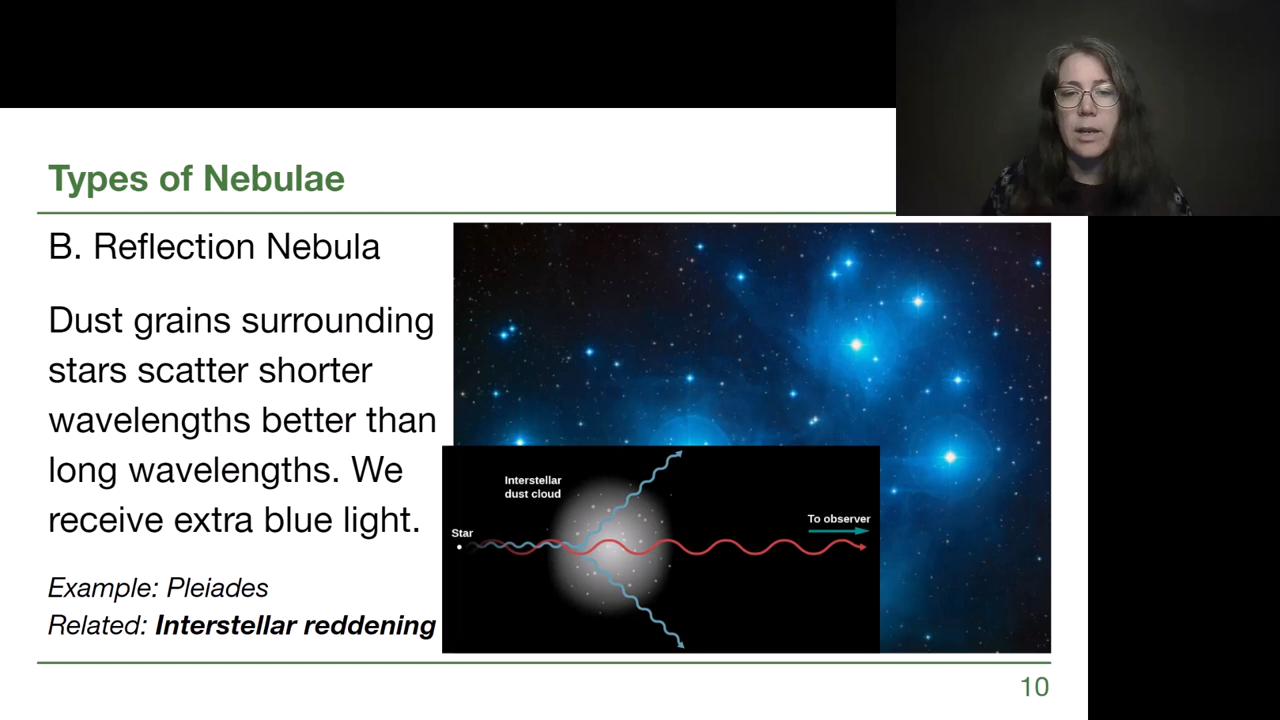 Types of Nebulae
B. Reflection Nebula
Dust grains surrounding
stars scatter shorter
wavelengths better than
long wavelengths. We
receive extra blue light.
Example: Pleiades
Related: Interstellar reddening
Interstellar
dust cloud
Star
To observer
10